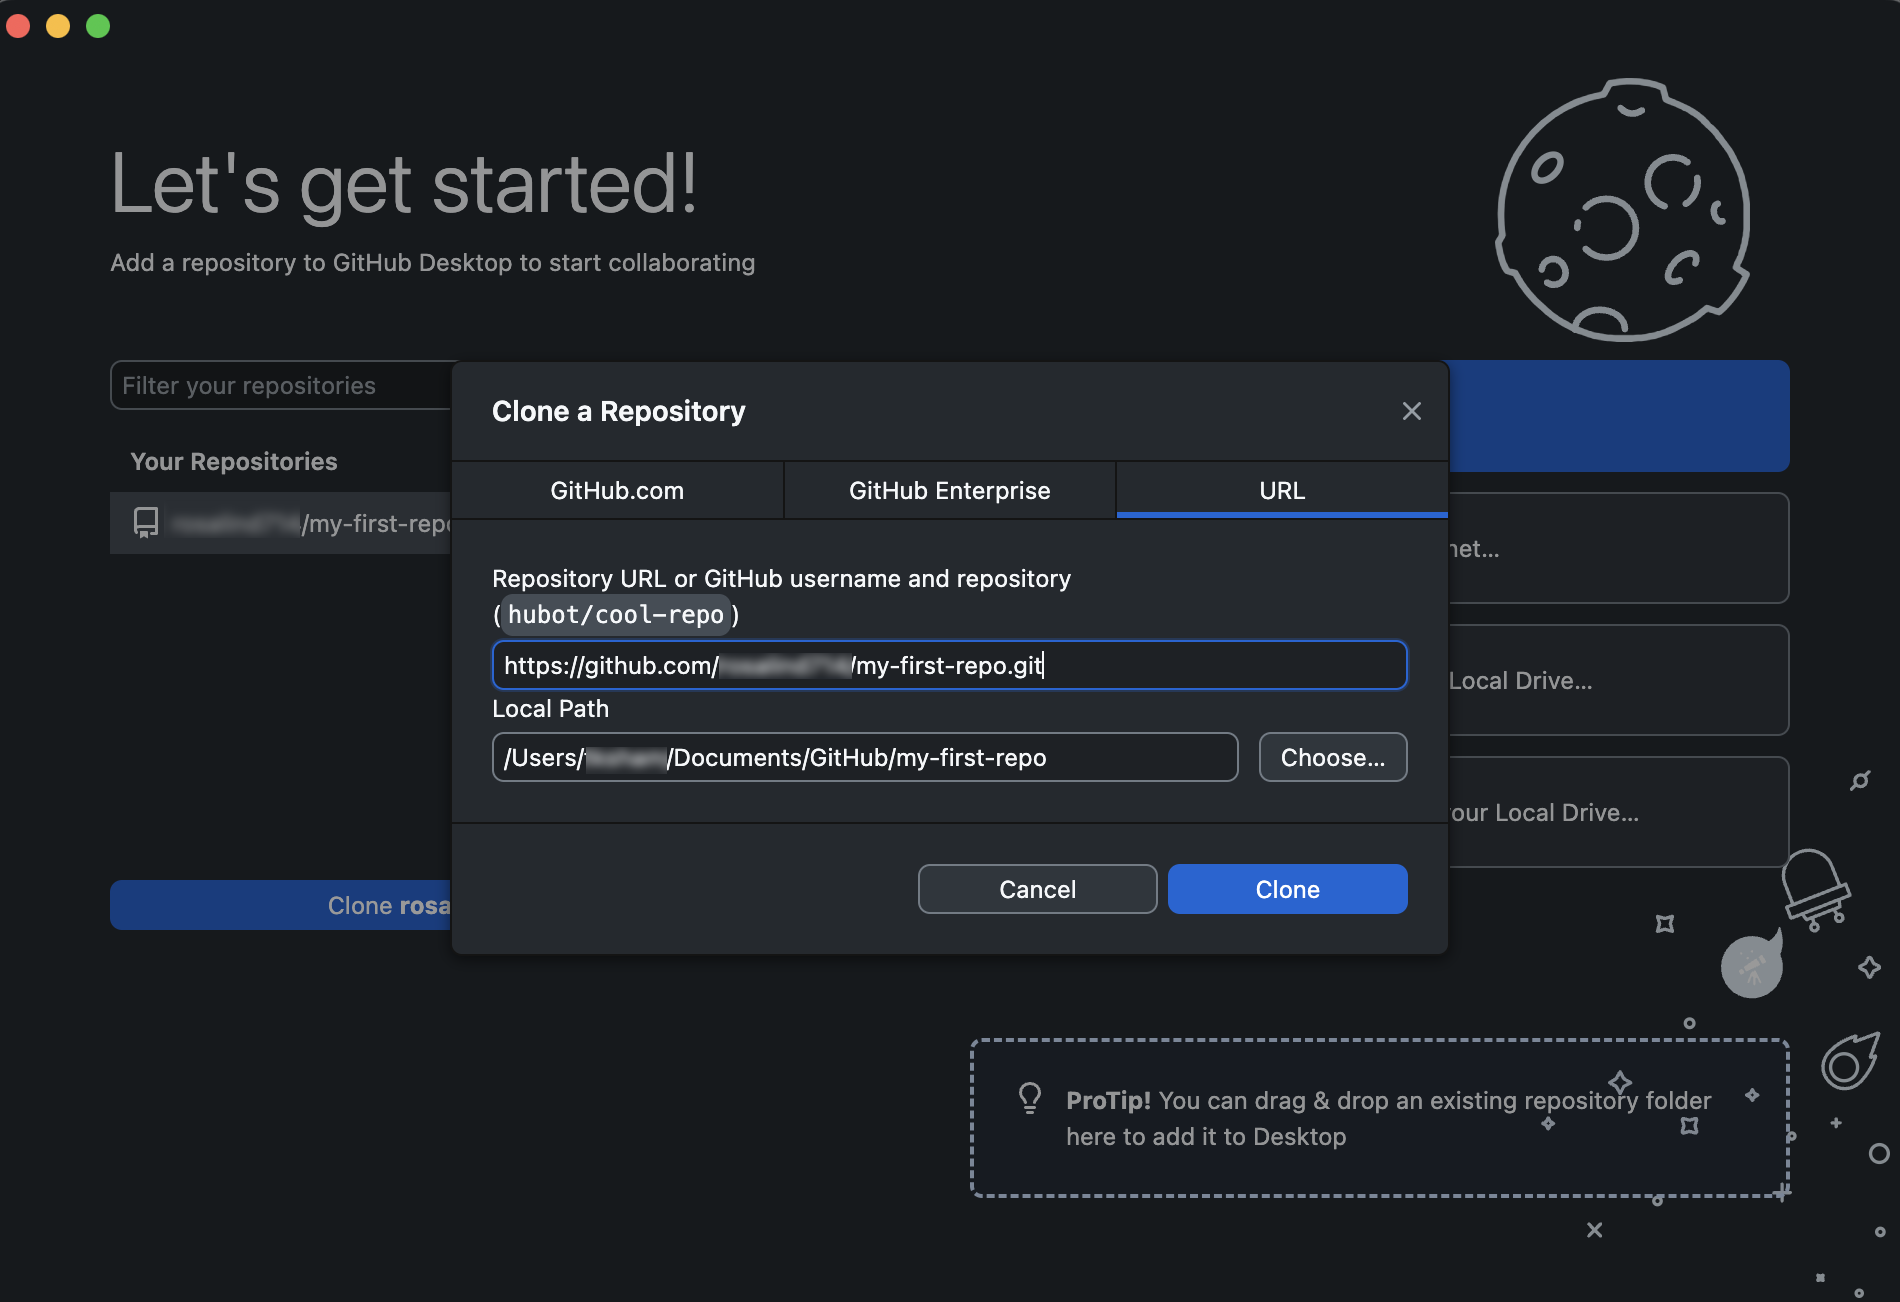 Let's get started!
Add a repository to GitHub Desktop to start collaborating
Filter your repositories
Your Repositories
/my-first-repo
Clone rosa
Clone a Repository
GitHub.com
GitHub Enterprise
URL
Repository URL or GitHub username and repository
(hubot/cool-repo)
https://github.com/ /my-first-repo.git
Local Path
/Users/ /Documents/GitHub/my-first-repo
Choose...
Cancel
Clone
net...
Local Drive...
our Local Drive...
ProTip! You can drag & drop an existing repository folder
here to add it to Desktop